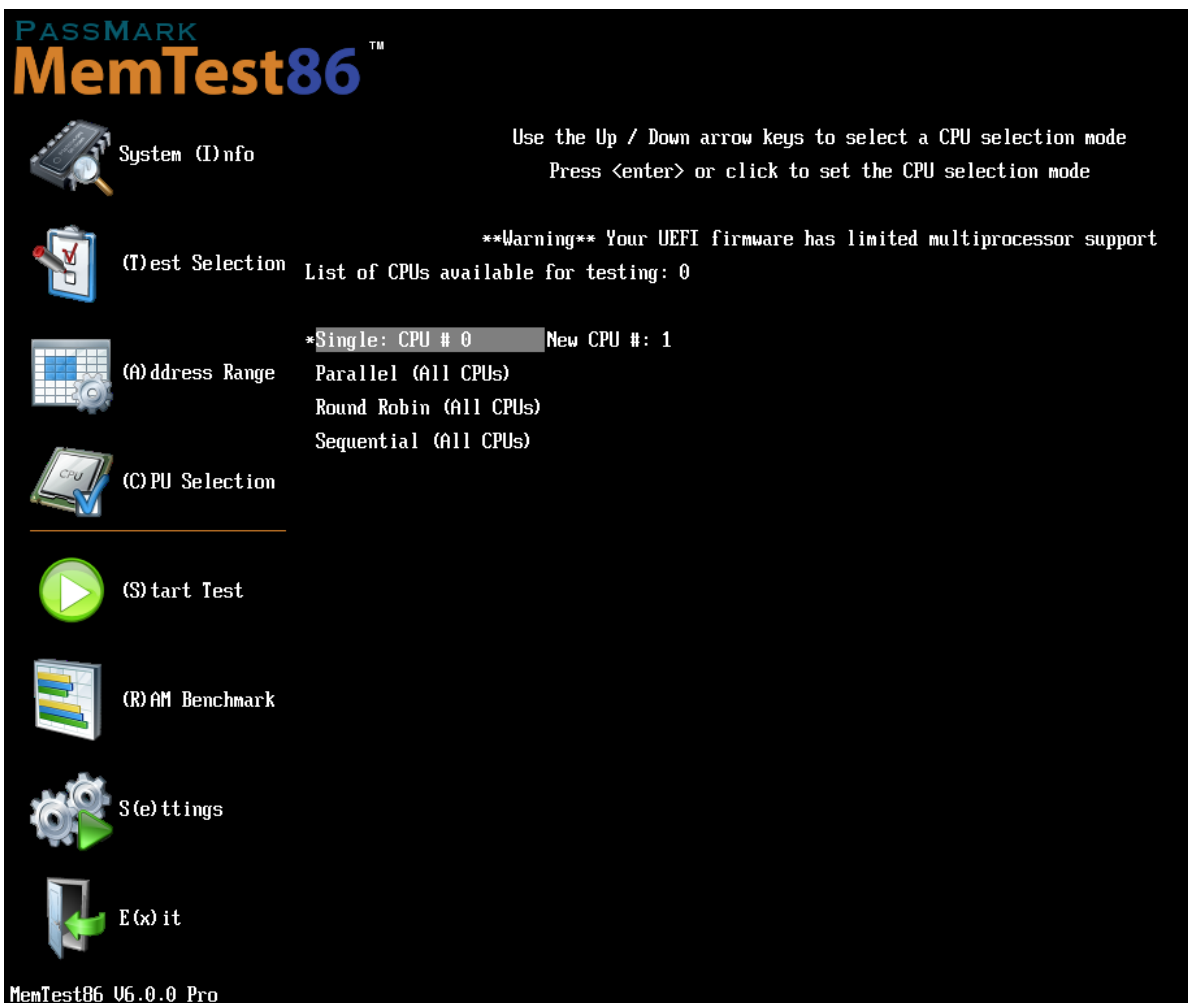 PASSMARK
MemTest86™
System (I)nfo
(T)est Selection
(A)ddress Range
CPU
(C)PU Selection
(S)tart Test
(R)AM Benchmark
S(e)ttings
E(x)it
Use the Up / Down arrow keys to select a CPU selection mode
Press <enter> or click to set the CPU selection mode
**Warning** Your UEFI firmware has limited multiprocessor support
List of CPUs available for testing: 0
*Single: CPU # 0 New CPU #: 1
Parallel (All CPUs)
Round Robin (All CPUs)
Sequential (All CPUs)
MemTest86 V6.0.0 Pro